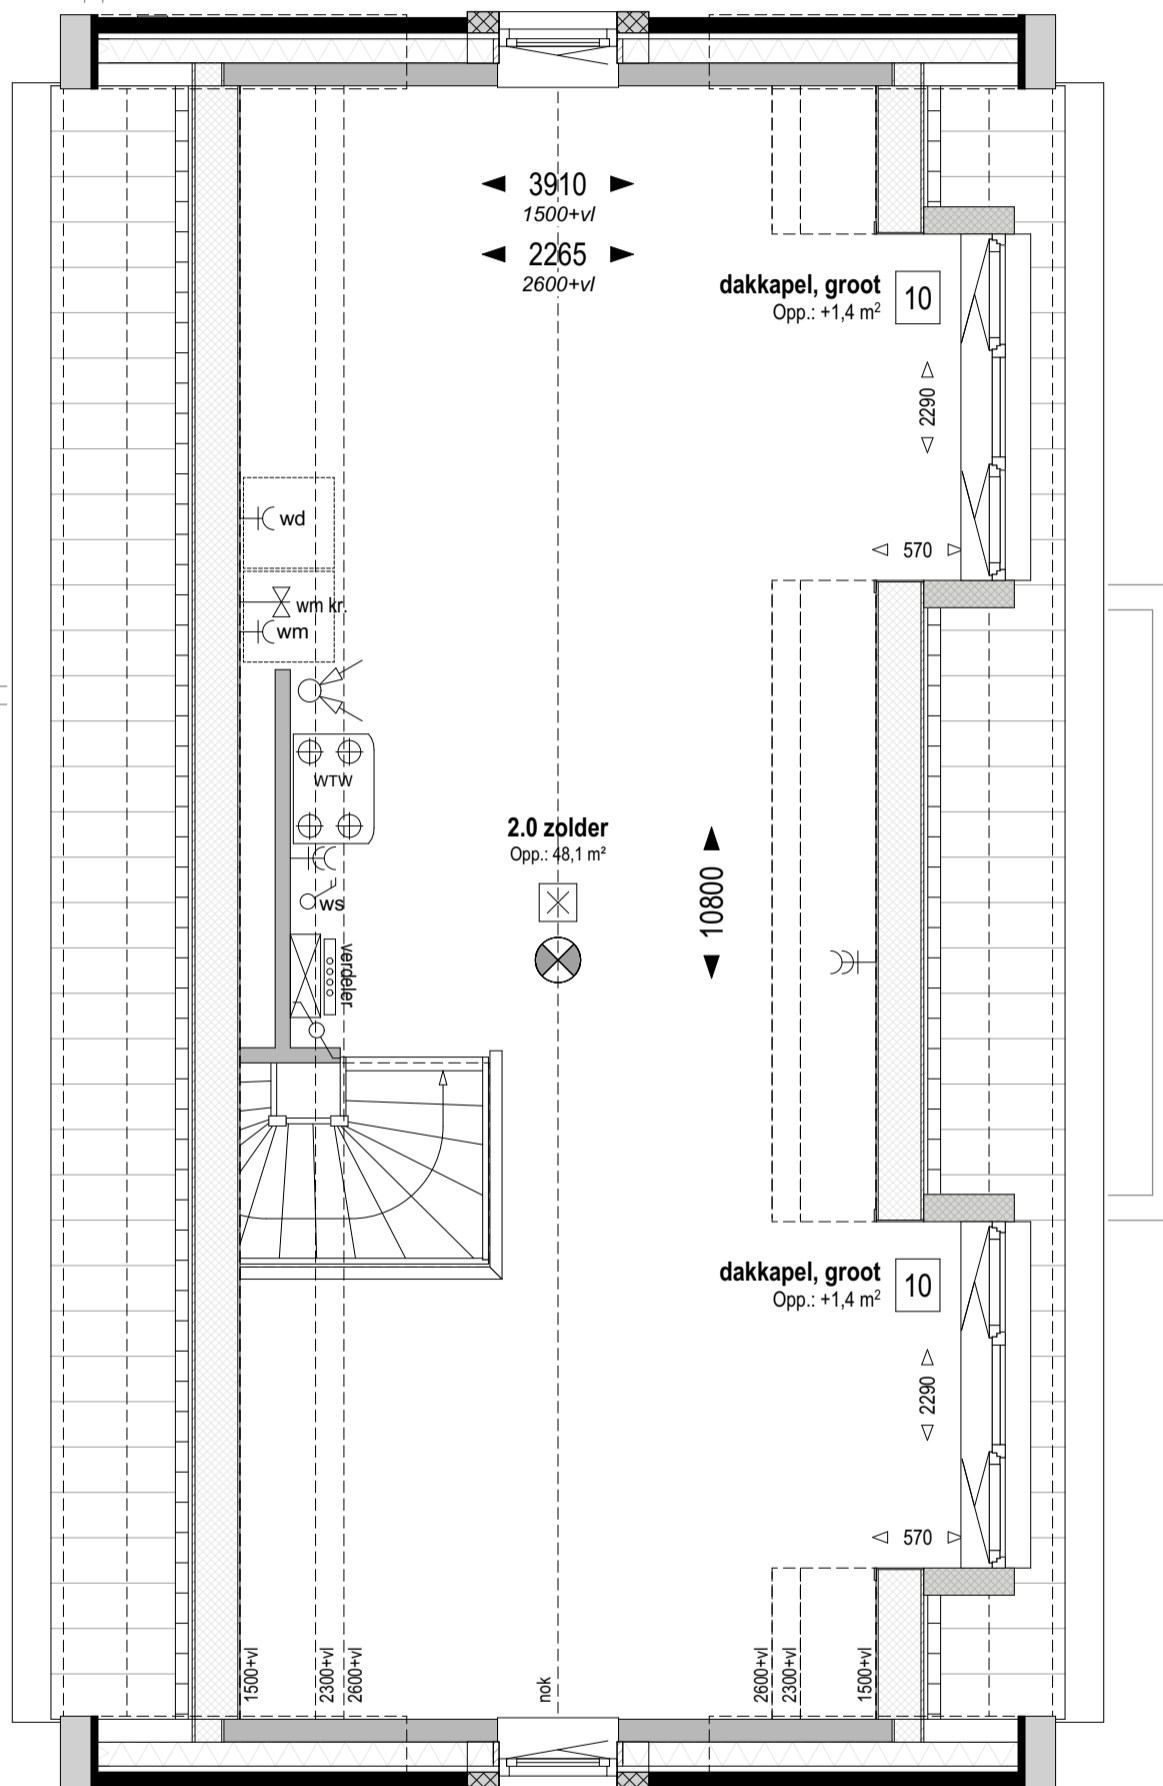 3910
1500+vl
2265
2600+vl
dakkapel, groot
Opp.: +1,4 m²
10
2290
570
wd
wm kr.
wm
WTW
2.0 zolder
Opp.: 48,1 m²
10800
ws
verdeler
dakkapel, groot
Opp.: +1,4 m²
10
2290
570
1500+vl
2300+vl
2600+vl
nok
2600+vl
2300+vl
1500+vl